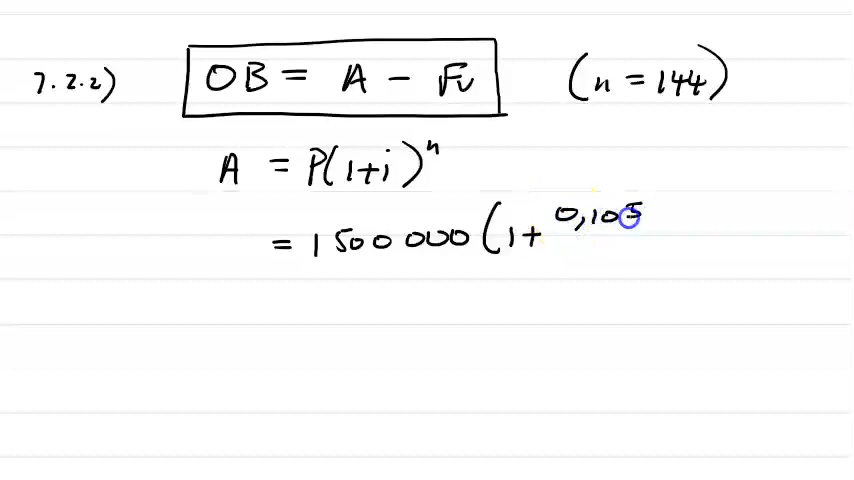 7.2.2) OB = A - Fv (n = 144)
A = P(1+i)^n
= 1 500 000 (1+ 0,105